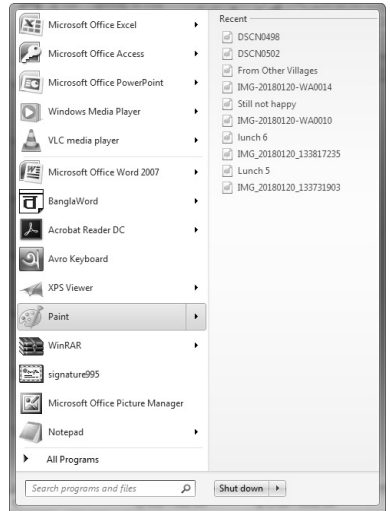 Microsoft Office Excel
Microsoft Office Access
Microsoft Office PowerPoint
Windows Media Player
VLC media player
Microsoft Office Word 2007
BanglaWord
Acrobat Reader DC
Avro Keyboard
XPS Viewer
Paint
WinRAR
signature995
Microsoft Office Picture Manager
Notepad
All Programs
Search programs and files
Recent
DSCN0498
DSCN0502
From Other Villages
IMG-20180120-WA0014
Still not happy
IMG-20180120-WA0010
lunch 6
IMG_20180120_133817235
Lunch 5
IMG_20180120_133731903
Shut down